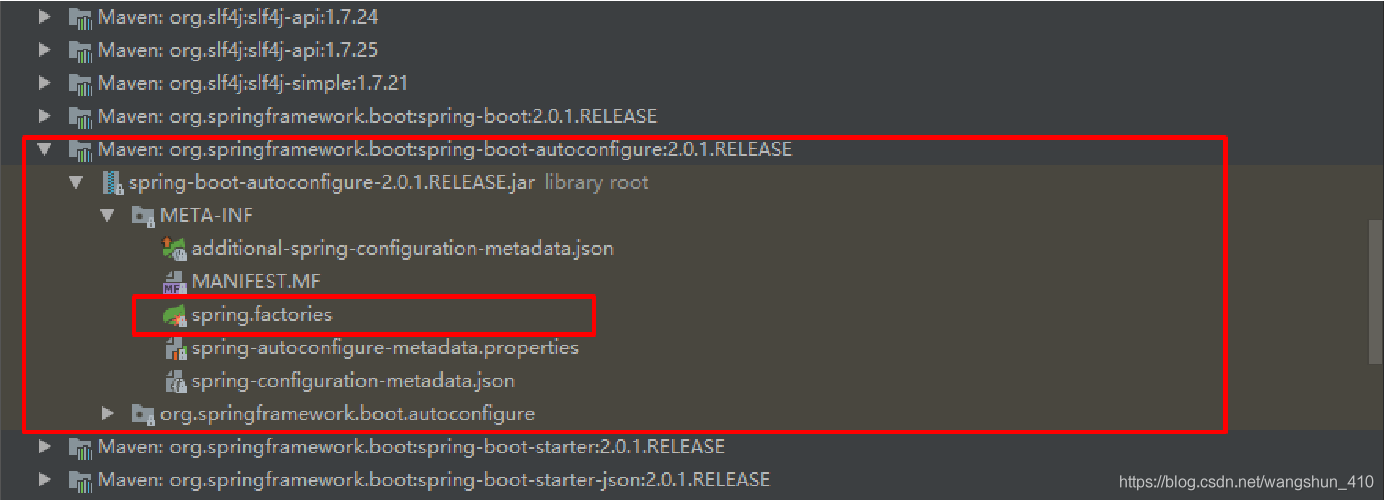 Maven: org.slf4j:slf4j-api:1.7.24
Maven: org.slf4j:slf4j-api:1.7.25
Maven: org.slf4j:slf4j-simple:1.7.21
Maven: org.springframework.boot:spring-boot:2.0.1.RELEASE
Maven: org.springframework.boot:spring-boot-autoconfigure:2.0.1.RELEASE
spring-boot-autoconfigure-2.0.1.RELEASE.jar library root
META-INF
additional-spring-configuration-metadata.json
MF MANIFEST.MF
spring.factories
spring-autoconfigure-metadata.properties
spring-configuration-metadata.json
org.springframework.boot.autoconfigure
Maven: org.springframework.boot:spring-boot-starter:2.0.1.RELEASE
Maven: org.springframework.boot:spring-boot-starter-json:2.0.1.RELEASE
https://blog.csdn.net/wangshun_410